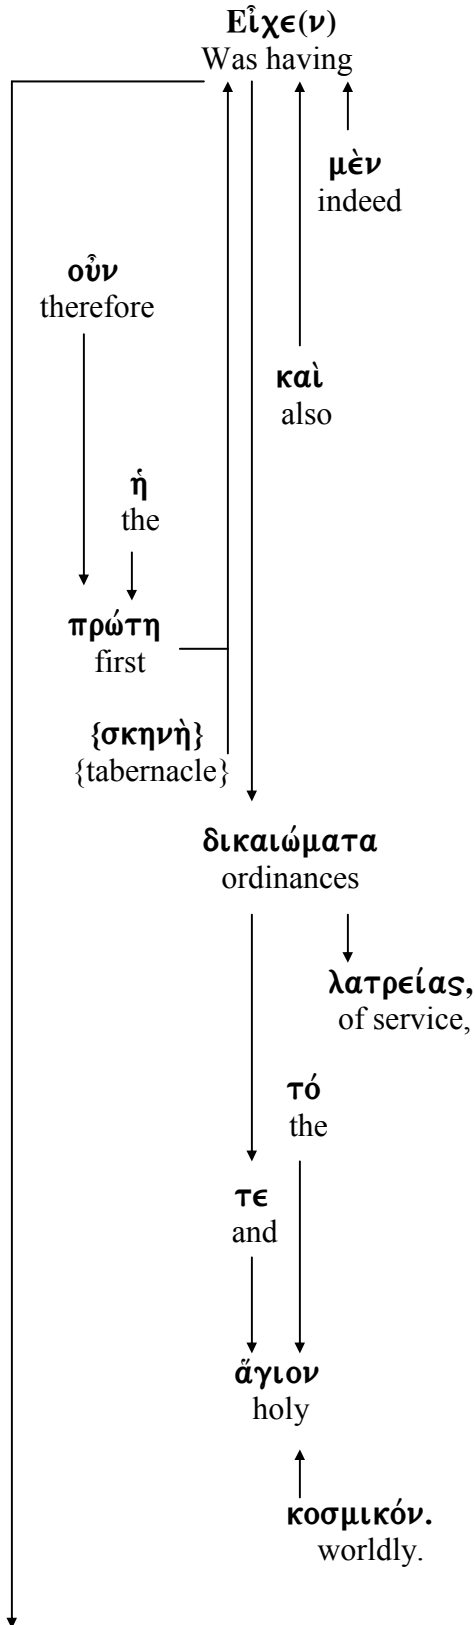 Εἶχε(ν)
Was having
μὲν
indeed
οὖν
therefore
καὶ
also
ἡ
the
πρώτη
first
{σκηνὴ}
{tabernacle}
δικαιώματα
ordinances
λατρείας,
of service,
τό
the
τε
and
ἅγιον
holy
κοσμικόν.
worldly.